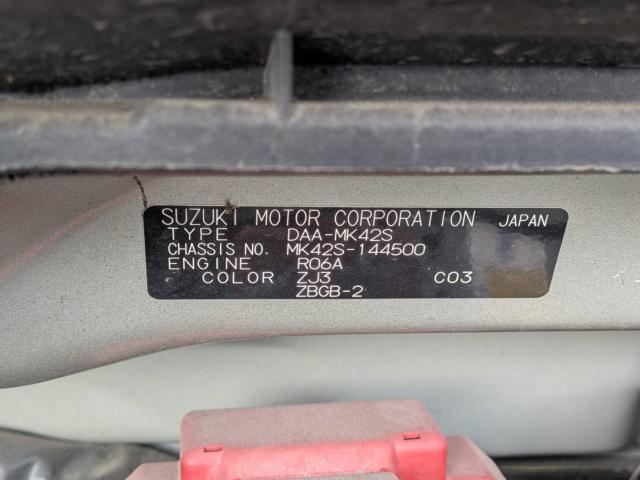 SUZUKI MOTOR CORPORATION JAPAN
TYPE DAA-MK42S
CHASSIS NO. MK42S-144500
ENGINE R06A
COLOR ZJ3 C03
ZBGB-2